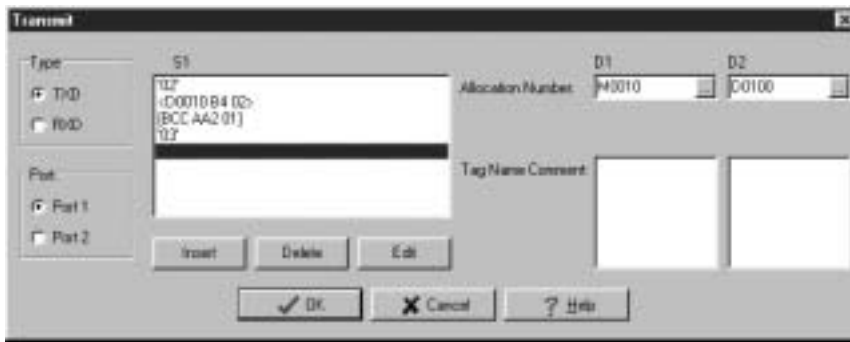 Transmit
Type
TXD
RXD
Port
Port 1
Port 2
S1
'02'
<D0010 B4 02>
(BCC AA2 01)
'03'
Insert
Delete
Edit
D1
D2
Allocation Number:
M0010
D0100
Tag Name Comment:
OK
Cancel
? Help